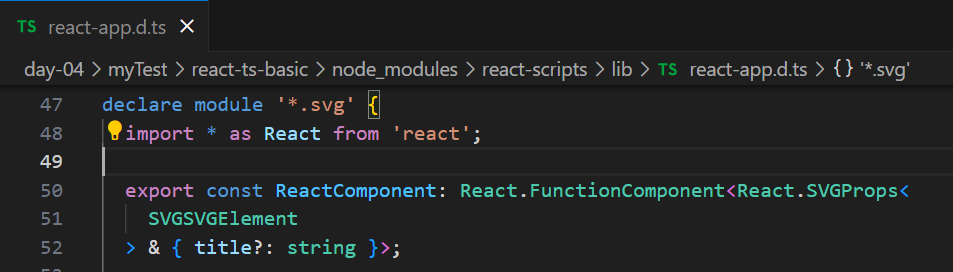 TS react-app.d.ts ×
day-04 > myTest > react-ts-basic > node_modules > react-scripts > lib > TS react-app.d.ts > {} '*.svg'
47 declare module '*.svg' {
48 import * as React from 'react';
49
50 export const ReactComponent: React.FunctionComponent<React.SVGProps<
51 SVGSVGElement
52 > & { title?: string }>;